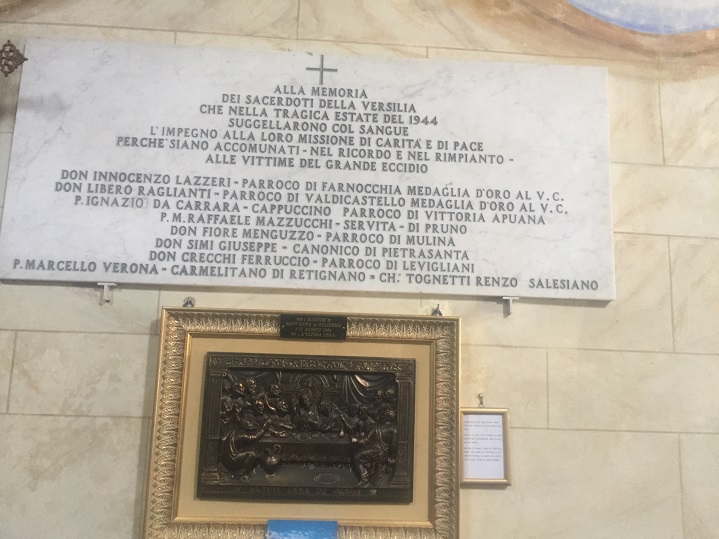 ALLA MEMORIA
DEI SACERDOTI DELLA VERSILIA
CHE NELLA TRAGICA ESTATE DEL 1944
SUGGELLARONO COL SANGUE
L'IMPEGNO ALLA LORO MISSIONE DI CARITA' E DI PACE
PERCHE' SIANO ACCOMUNATI - NEL RICORDO E NEL RIMPIANTO -
ALLE VITTIME DEL GRANDE ECCIDIO
DON INNOCENZO LAZZERI - PARROCO DI FARNOCCHIA MEDAGLIA D'ORO AL V.C.
DON LIBERO RAGLIANTI - PARROCO DI VALDICASTELLO MEDAGLIA D'ORO AL V.C.
P. IGNAZIO DA CARRARA - CAPPUCCINO PARROCO DI VITTORIA APUANA
P.M. RAFFAELE MAZZUCCHI - SERVITA - DI PRUNO
DON FIORE MENGUZZO - PARROCO DI MULINA
DON SIMI GIUSEPPE - CANONICO DI PIETRASANTA
DON CRECCHI FERRUCCIO - PARROCO DI LEVIGLIANI
P. MARCELLO VERONA - CARMELITANO DI RETIGNANO = CH. TOGNETTI RENZO SALESIANO